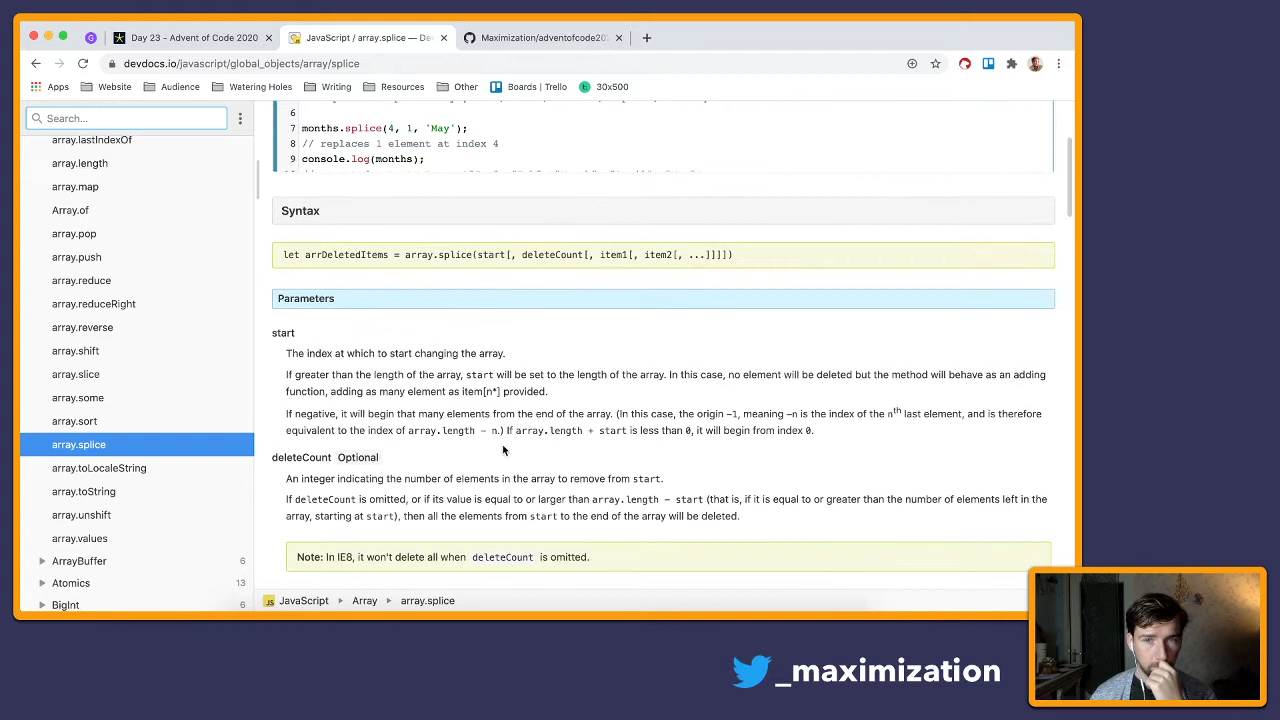 Day 23 - Advent of Code 2020
JavaScript / array.splice — De
Maximization/adventofcode202
devdocs.io/javascript/global_objects/array/splice
Apps
Website
Audience
Watering Holes
Writing
Resources
Other
Boards | Trello
30x500
Search...
array.lastIndexOf
array.length
array.map
Array.of
array.pop
array.push
array.reduce
array.reduceRight
array.reverse
array.shift
array.slice
array.some
array.sort
array.splice
array.toLocaleString
array.toString
array.unshift
array.values
ArrayBuffer 6
Atomics 13
BigInt 6
6
7 months.splice(4, 1, 'May');
8 // replaces 1 element at index 4
9 console.log(months);
Syntax
let arrDeletedItems = array.splice(start[, deleteCount[, item1[, item2[, ...]]]])
Parameters
start
The index at which to start changing the array.
If greater than the length of the array, start will be set to the length of the array. In this case, no element will be deleted but the method will behave as an adding
function, adding as many element as item[n*] provided.
If negative, it will begin that many elements from the end of the array. (In this case, the origin −1, meaning −n is the index of the nth last element, and is therefore
equivalent to the index of array.length - n.) If array.length + start is less than 0, it will begin from index 0.
deleteCount Optional
An integer indicating the number of elements in the array to remove from start.
If deleteCount is omitted, or if its value is equal to or larger than array.length - start (that is, if it is equal to or greater than the number of elements left in the
array, starting at start), then all the elements from start to the end of the array will be deleted.
Note: In IE8, it won't delete all when deleteCount is omitted.
JS JavaScript Array array.splice
_maximization